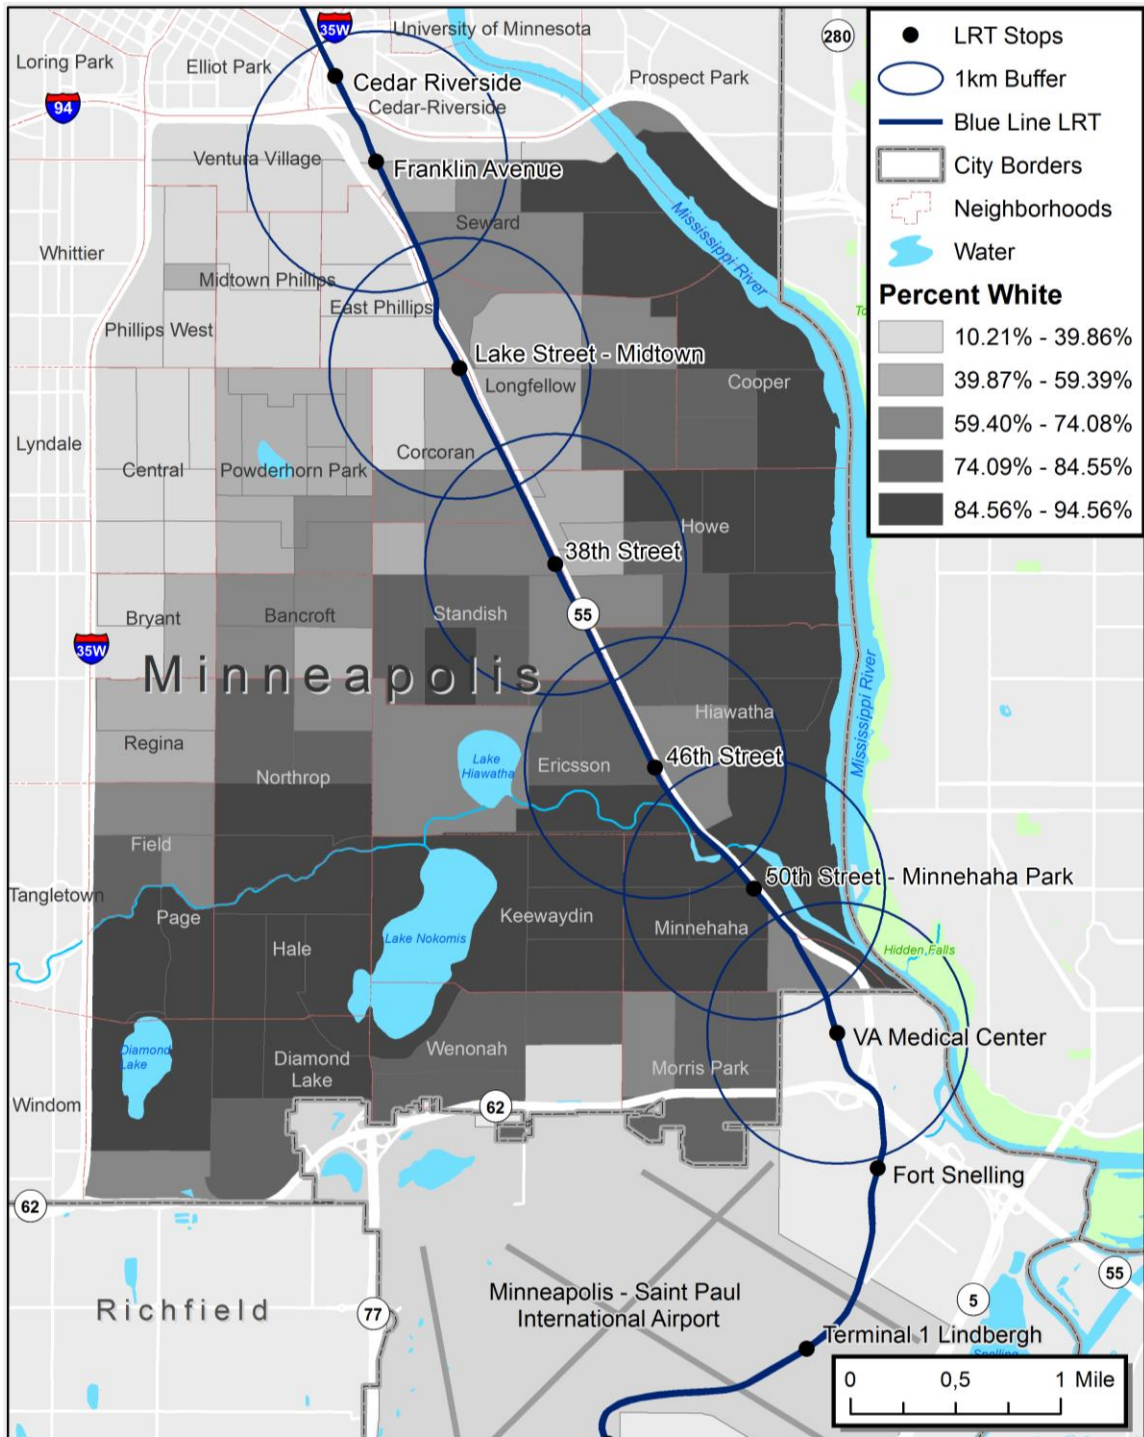 35W
University of Minnesota
280
Loring Park
Elliot Park
Prospect Park
94
Cedar Riverside
Cedar-Riverside
Ventura Village
Franklin Avenue
Seward
Mississippi River
Whittier
Midtown Phillips
East Phillips
Phillips West
Lake Street - Midtown
Longfellow
Cooper
Lyndale
Corcoran
Central
Powderhorn Park
Howe
38th Street
Bryant
Bancroft
Standish
55
35W
Minneapolis
Mississippi River
Hiawatha
Regina
Lake
Hiawatha
Ericsson
46th Street
Northrop
Field
50th Street - Minnehaha Park
Tangletown
Page
Keewaydin
Minnehaha
Hale
Lake Nokomis
Hidden Falls
VA Medical Center
Diamond
Lake
Diamond
Lake
Wenonah
Morris Park
Windom
62
Fort Snelling
62
55
Richfield
77
Minneapolis - Saint Paul
International Airport
5
Terminal 1 Lindbergh
Snelling
LRT Stops
1km Buffer
Blue Line LRT
City Borders
Neighborhoods
Water
Percent White
10.21% - 39.86%
39.87% - 59.39%
59.40% - 74.08%
74.09% - 84.55%
84.56% - 94.56%
0 0,5 1 Mile